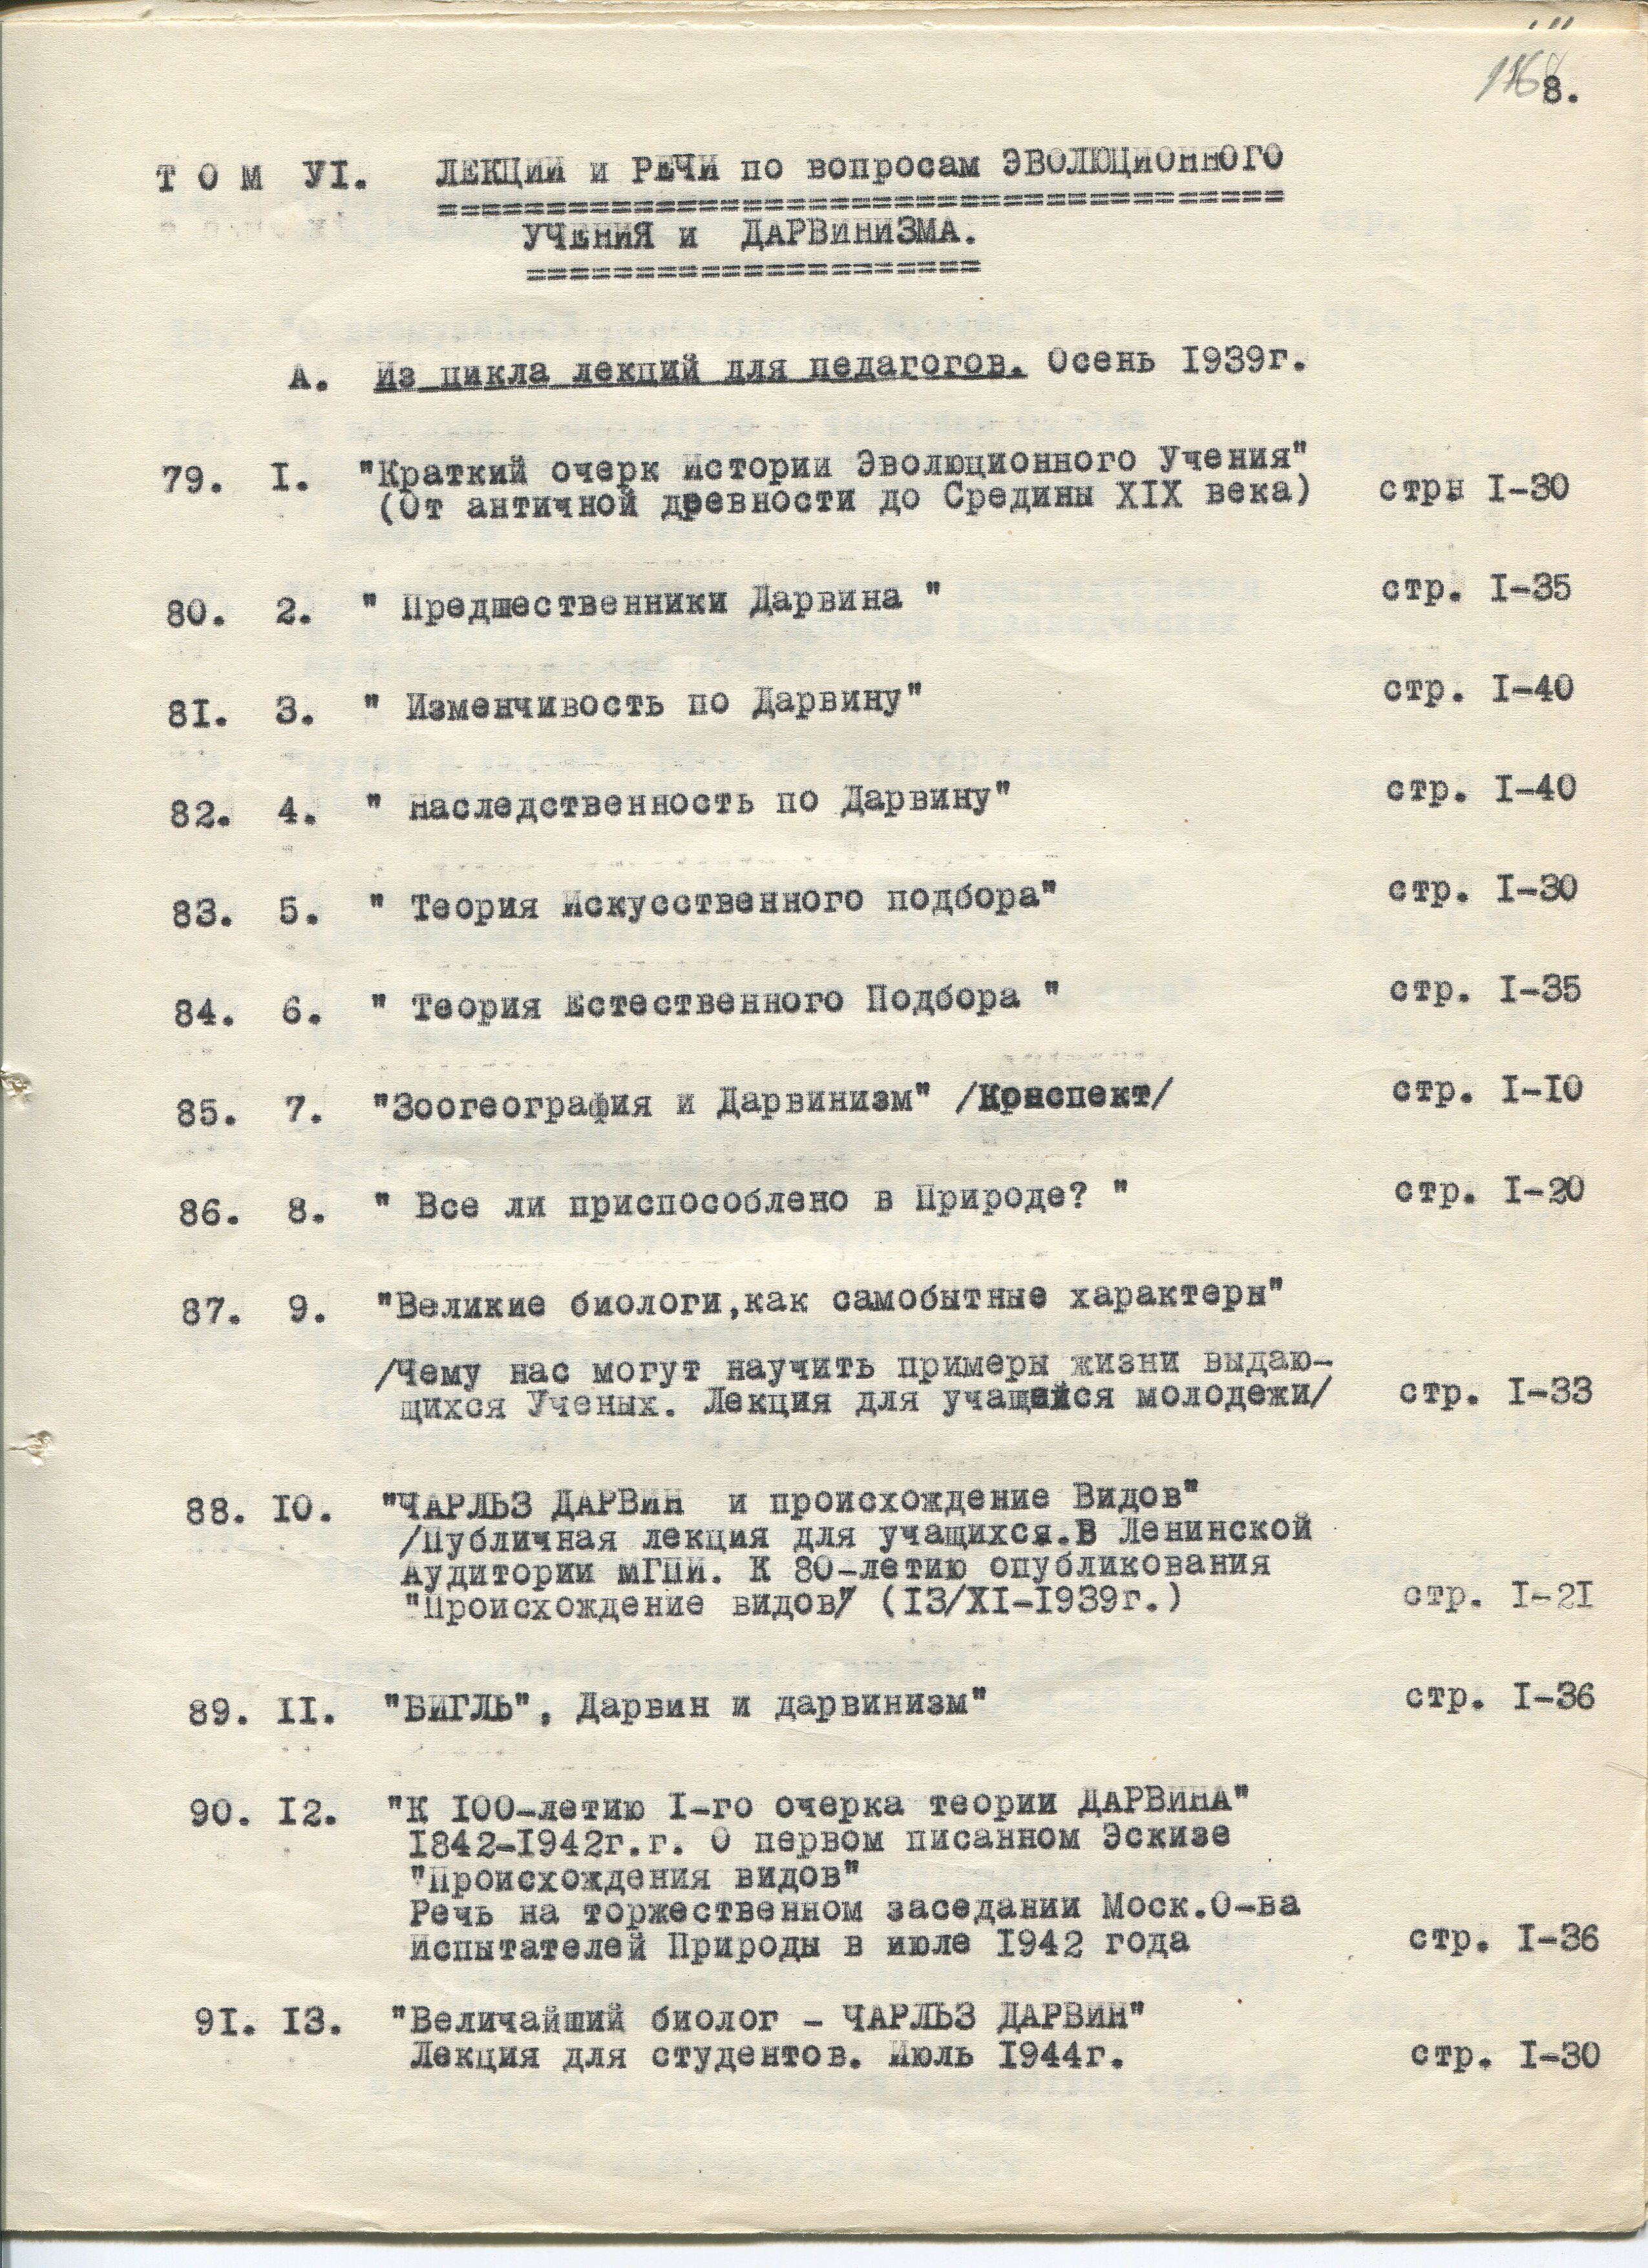 8.
Т О М УІ. ЛЕКЦИИ и РЕЧИ по вопросам ЭВОЛЮЦИОННОГО
========================================
УЧЕНИЯ и ДАРВИНИЗМА.
=====================
А. Из цикла лекций для педагогов. Осень I939г.
79. I. "Краткий очерк Истории Эволюционного Учения"
(От античной древности до Средины XIX века) стр. I-30
80. 2. " Предшественники Дарвина " стр. I-35
8I. 3. " Изменчивость по Дарвину" стр. I-40
82. 4. " Наследственность по Дарвину" стр. I-40
83. 5. " Теория Искусственного подбора" стр. I-30
84. 6. " Теория Естественного Подбора " стр. I-35
85. 7. "Зоогеография и Дарвинизм" /Конспект/ стр. I-I0
86. 8. " Все ли приспособлено в Природе? " стр. I-20
87. 9. "Великие биологи,как самобытные характеры"
/Чему нас могут научить примеры жизни выдаю-
щихся Ученых. Лекция для учащейся молодежи/ стр. I-33
88. I0. "ЧАРЛЬЗ ДАРВИН и происхождение Видов"
/Публичная лекция для учащихся.В Ленинской
Аудитории МГПИ. К 80-летию опубликования
"Происхождение видов"/ (I3/XI-I939г.) стр. I-2I
89. II. "БИГЛЬ", Дарвин и дарвинизм" стр. I-36
90. I2. "К I00-летию I-го очерка теории ДАРВИНА"
I842-I942г.г. О первом писанном Эскизе
"Происхождения видов"
Речь на торжественном заседании Моск.О-ва
Испытателей Природы в июле I942 года стр. I-36
9I. I3. "Величайший биолог - ЧАРЛЬЗ ДАРВИН"
Лекция для студентов. Июль I944г. стр. I-30